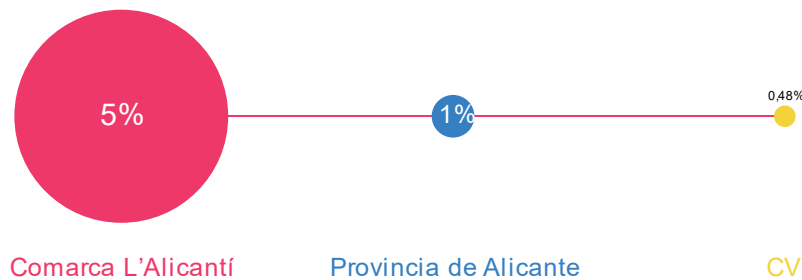 5%
1%
0,48%
Comarca L’Alicantí
Provincia de Alicante
CV